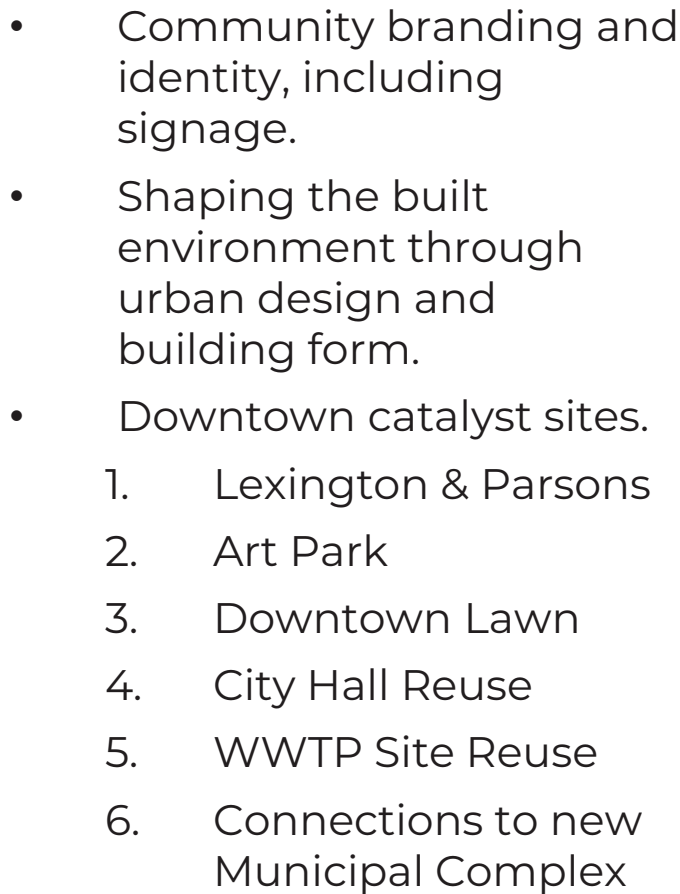 • Community branding and
identity, including
signage.
• Shaping the built
environment through
urban design and
building form.
• Downtown catalyst sites.
1. Lexington & Parsons
2. Art Park
3. Downtown Lawn
4. City Hall Reuse
5. WWTP Site Reuse
6. Connections to new
Municipal Complex